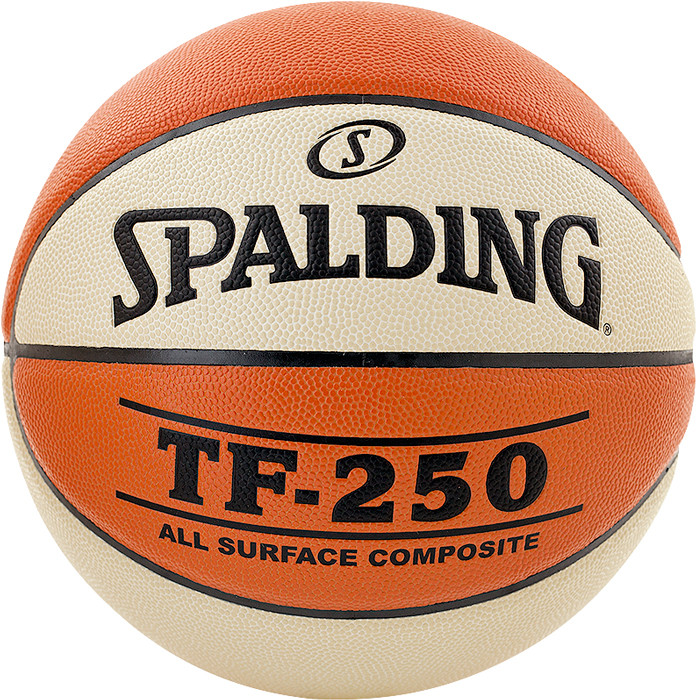 S
SPALDING®
TF-250
ALL SURFACE COMPOSITE